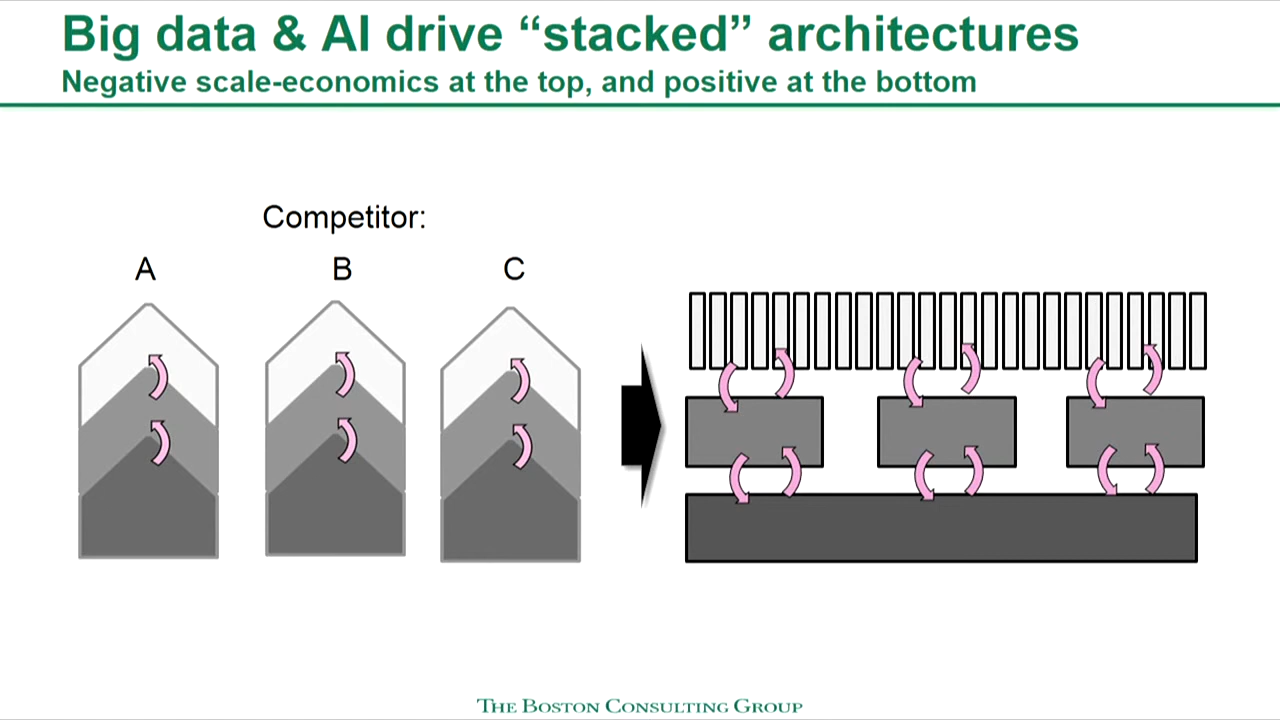 Big data & AI drive “stacked” architectures
Negative scale-economics at the top, and positive at the bottom
Competitor:
A B C
THE BOSTON CONSULTING GROUP